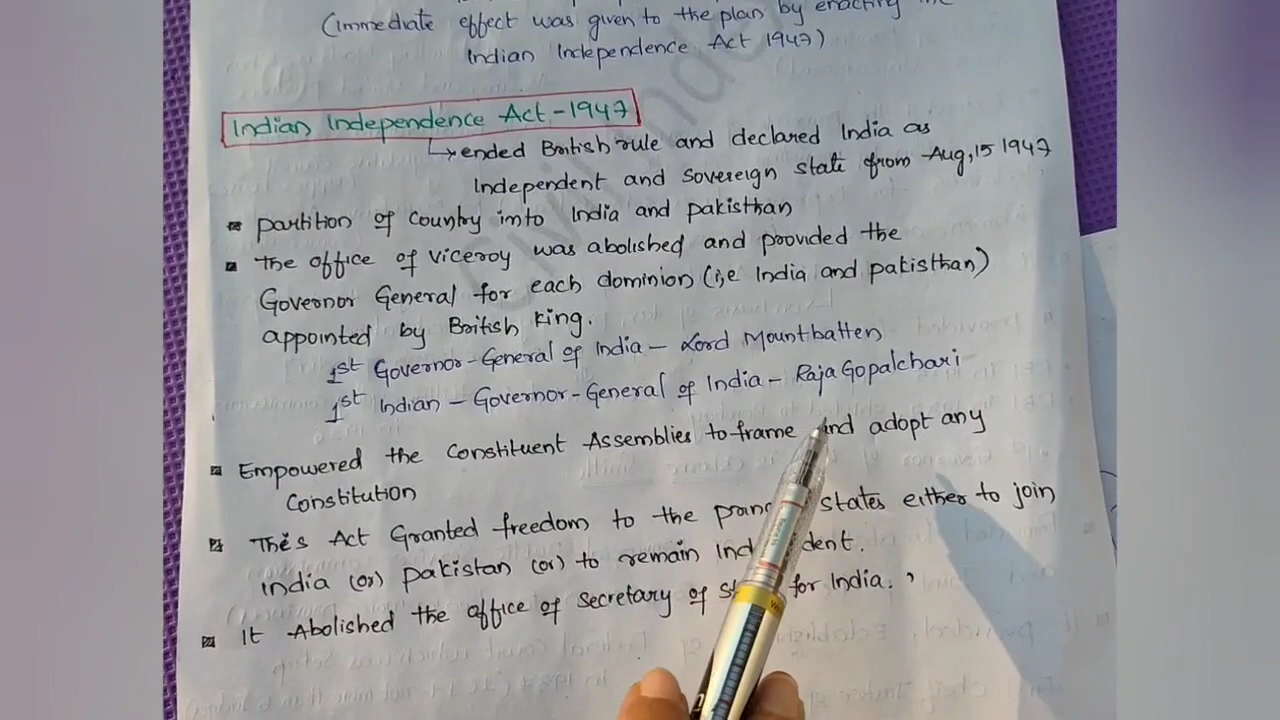 (immediate effect was given to the plan by enacting the
Indian Independence Act 1947)
Indian Independence Act - 1947
↳ ended British rule and declared India as
Independent and sovereign state from Aug,15 1947
partition of country into India and pakisthan
The office of viceroy was abolished and provided the
Governor General for each dominion (i,e India and pakisthan)
appointed by British king.
1st Governor-General of India - Lord Mountbatten
1st Indian - Governor-General of India - RajaGopalchari
Empowered the Constituent Assemblies to frame and adopt any
Constitution
This Act Granted freedom to the states either to join
India (or) pakistan (or) to remain
It Abolished the office of secretary of for India.